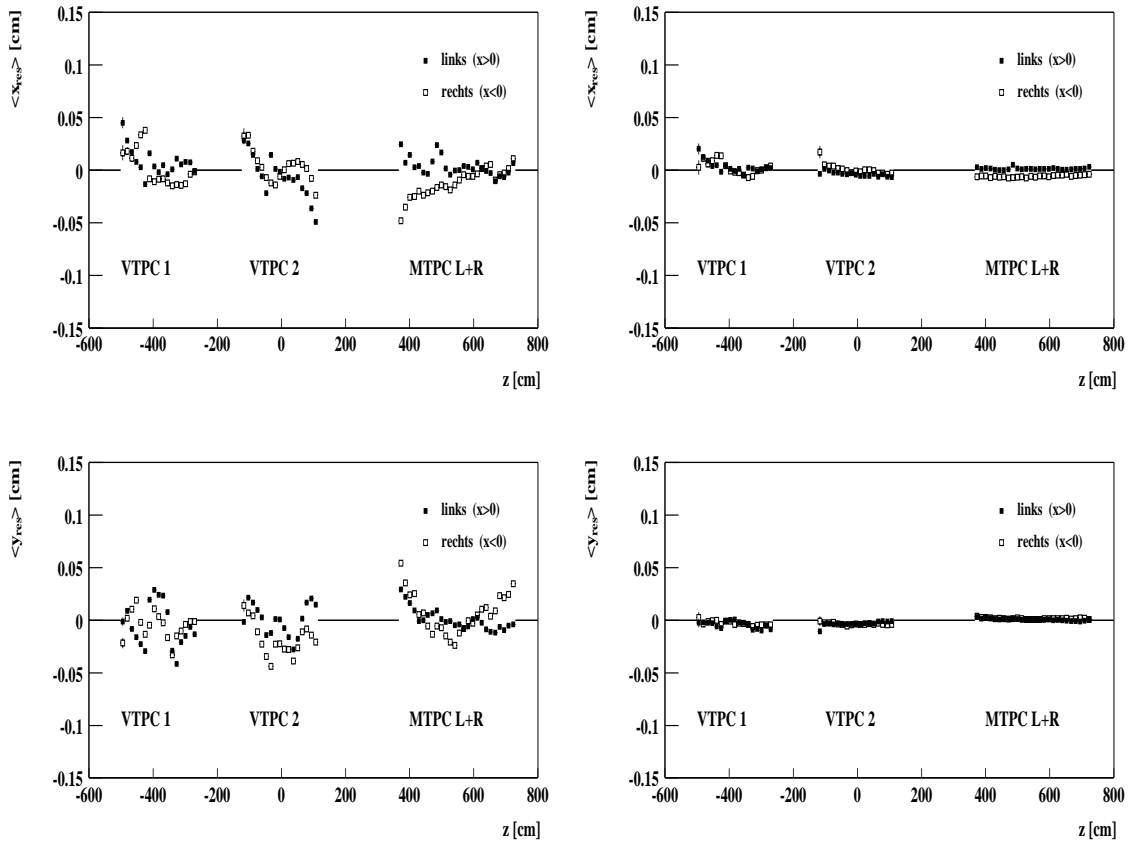 <x_res> [cm]
0.15
0.1
0.05
0
-0.05
-0.1
-0.15
links (x>0)
rechts (x<0)
VTPC 1
VTPC 2
MTPC L+R
-600 -400 -200 0 200 400 600 800
z [cm]
<x_res> [cm]
0.15
0.1
0.05
0
-0.05
-0.1
-0.15
links (x>0)
rechts (x<0)
VTPC 1
VTPC 2
MTPC L+R
-600 -400 -200 0 200 400 600 800
z [cm]
<y_res> [cm]
0.15
0.1
0.05
0
-0.05
-0.1
-0.15
links (x>0)
rechts (x<0)
VTPC 1
VTPC 2
MTPC L+R
-600 -400 -200 0 200 400 600 800
z [cm]
<y_res> [cm]
0.15
0.1
0.05
0
-0.05
-0.1
-0.15
links (x>0)
rechts (x<0)
VTPC 1
VTPC 2
MTPC L+R
-600 -400 -200 0 200 400 600 800
z [cm]